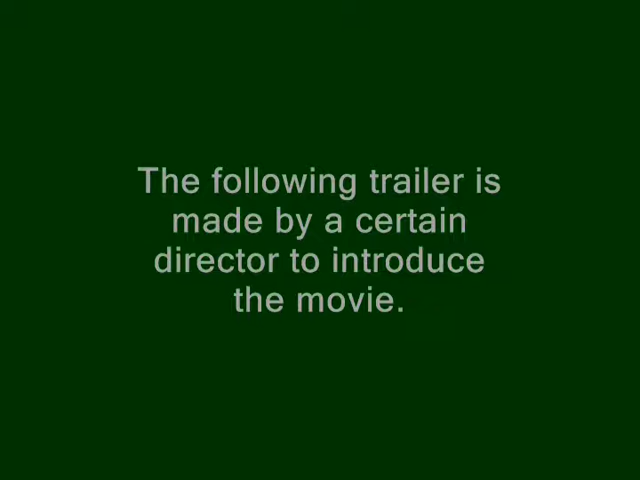 The following trailer is
made by a certain
director to introduce
the movie.